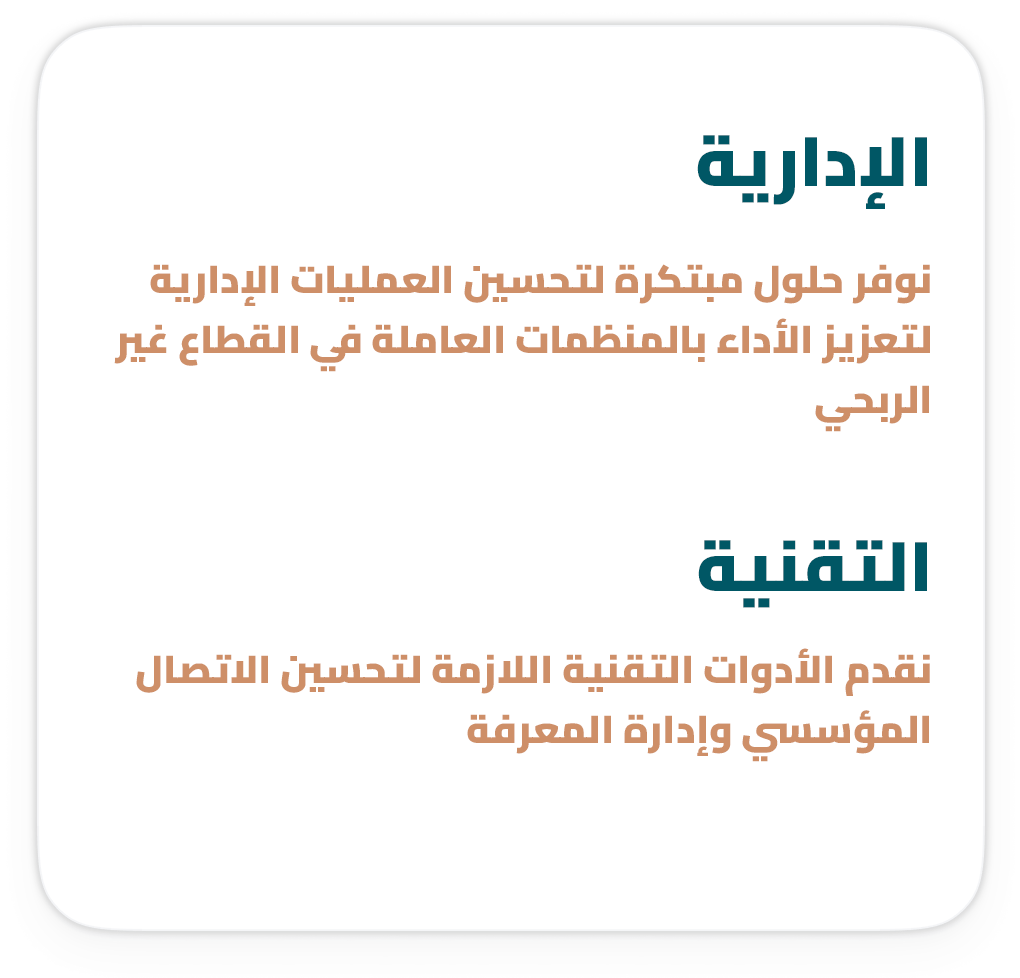 الإدارية
نوفر حلول مبتكرة لتحسين العمليات الإدارية
لتعزيز الأداء بالمنظمات العاملة في القطاع غير
الربحي
التقنية
نقدم الأدوات التقنية اللازمة لتحسين الاتصال
المؤسسي وإدارة المعرفة